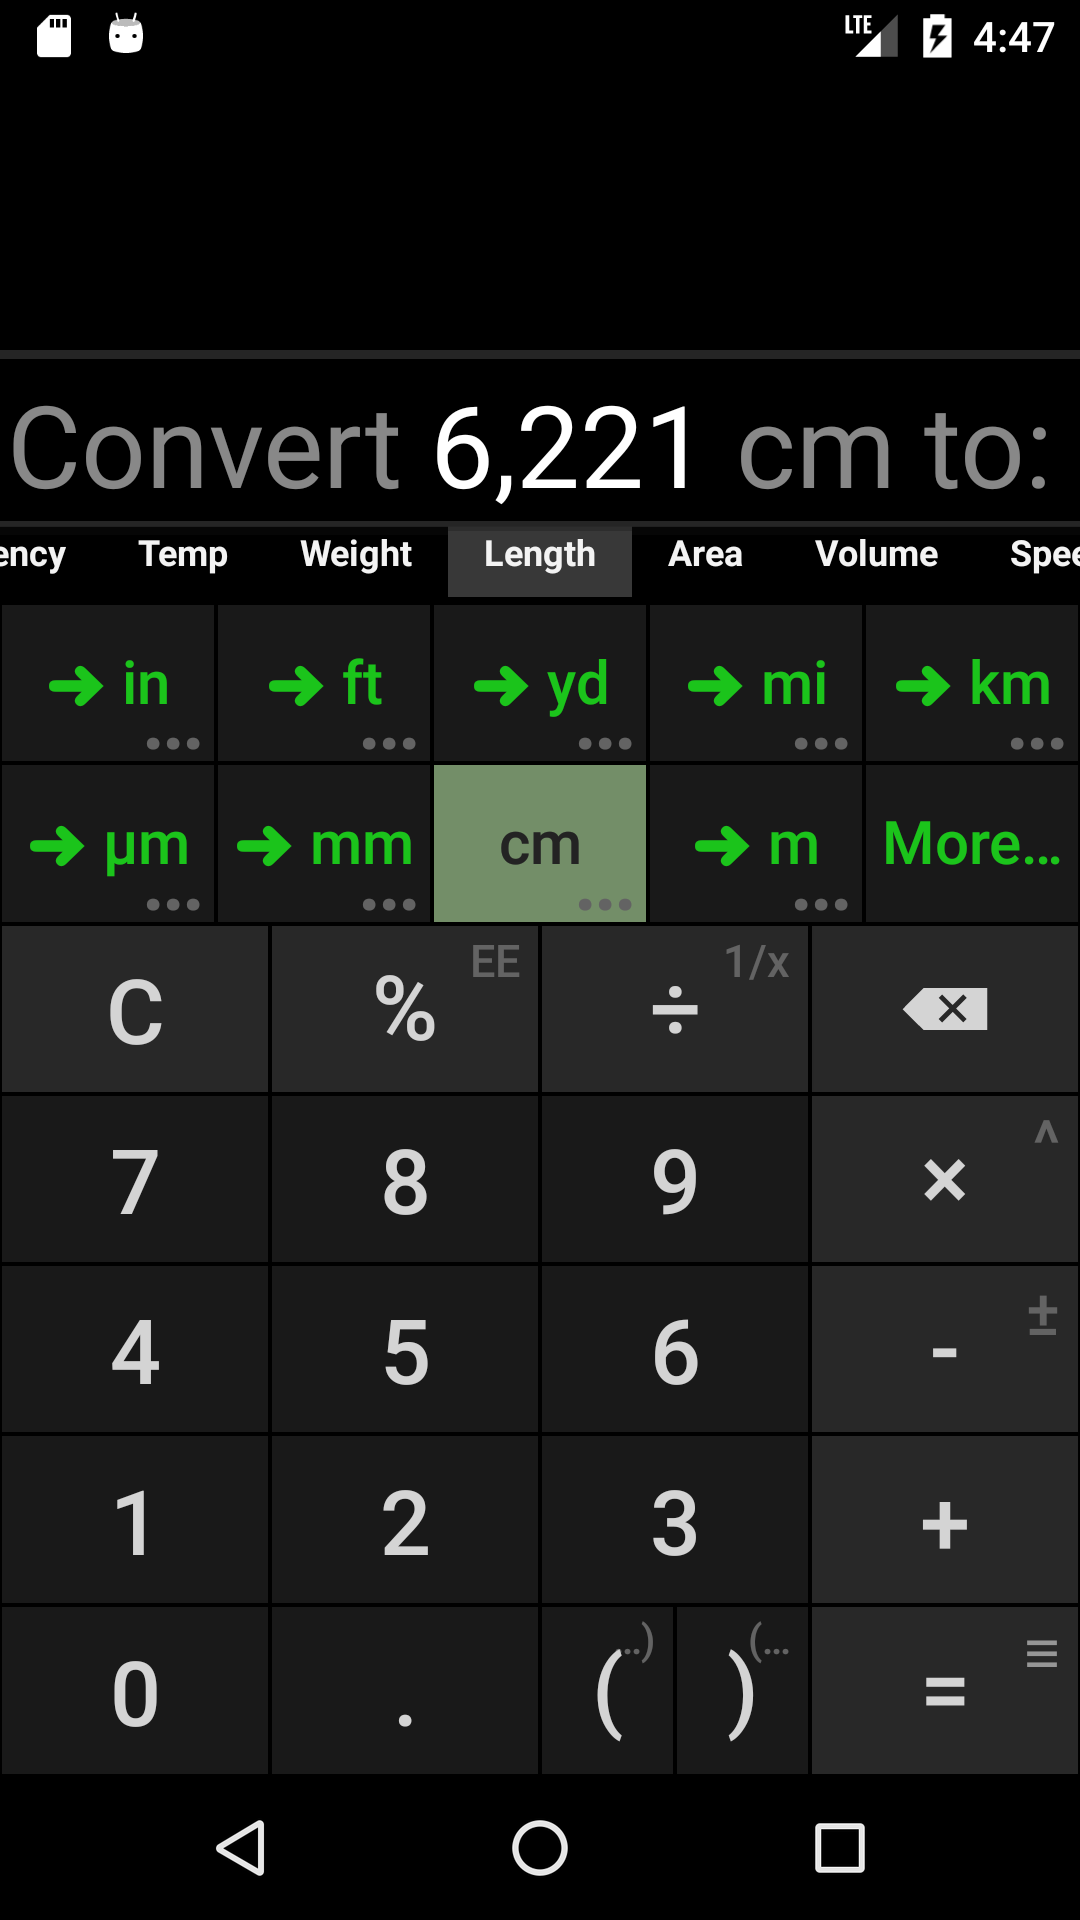 LTE 4:47
Convert 6,221 cm to:
ency Temp Weight Length Area Volume Spee
in ft yd mi km
µm mm cm m More...
C % EE ÷ 1/x
7 8 9 × ^
4 5 6 - ±
1 2 3 +
0 . ( ..) ) (... =